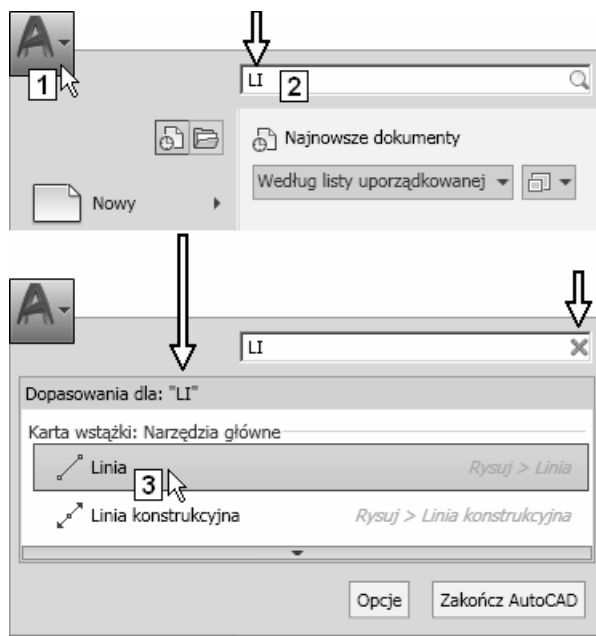 1
LI 2
Najnowsze dokumenty
Według listy uporządkowanej
Nowy
LI
Dopasowania dla: "LI"
Karta wstążki: Narzędzia główne
Linia 3 Rysuj > Linia
Linia konstrukcyjna Rysuj > Linia konstrukcyjna
Opcje Zakończ AutoCAD